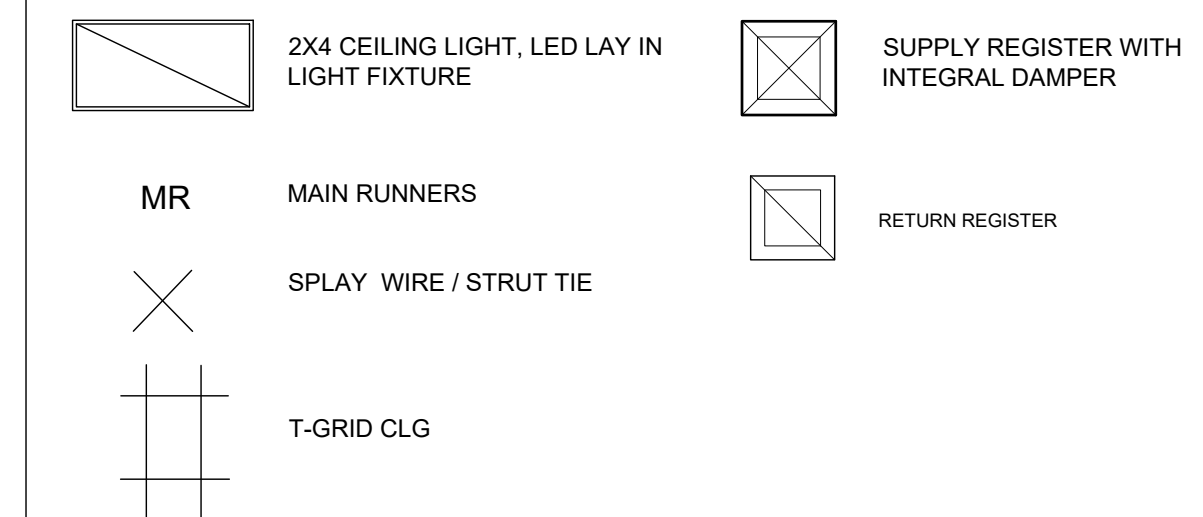 2X4 CEILING LIGHT, LED LAY IN
LIGHT FIXTURE
MR
MAIN RUNNERS
SPLAY WIRE / STRUT TIE
T-GRID CLG
SUPPLY REGISTER WITH
INTEGRAL DAMPER
RETURN REGISTER